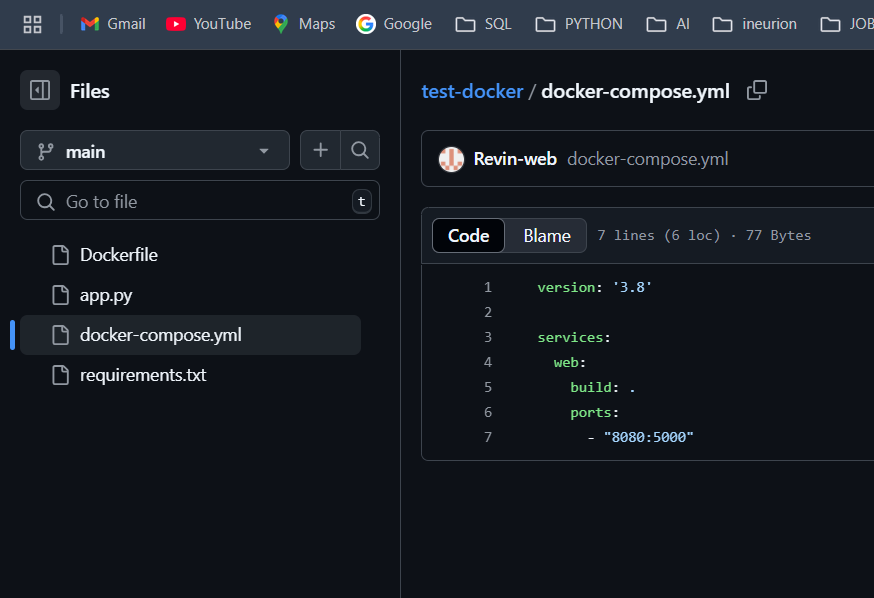 Gmail YouTube Maps Google SQL PYTHON AI ineurion JOB
Files
main
Go to file t
Dockerfile
app.py
docker-compose.yml
requirements.txt
test-docker / docker-compose.yml
Revin-web docker-compose.yml
Code Blame 7 lines (6 loc) · 77 Bytes
1 version: '3.8'
2
3 services:
4   web:
5     build: .
6     ports:
7       - "8080:5000"